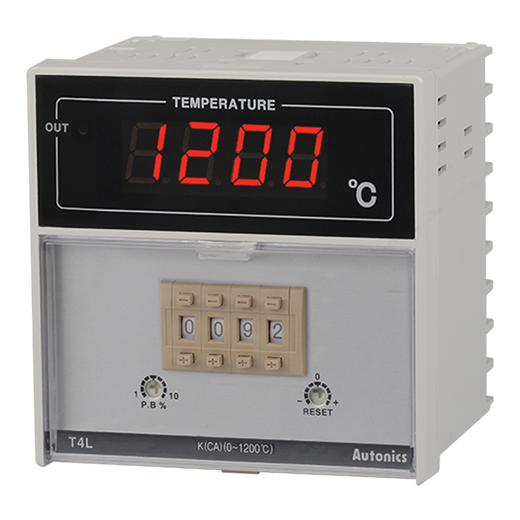 TEMPERATURE
OUT
1200
°C
0092
0
1 10 - +
P.B % RESET
T4L K(CA)(0~1200℃) Autonics